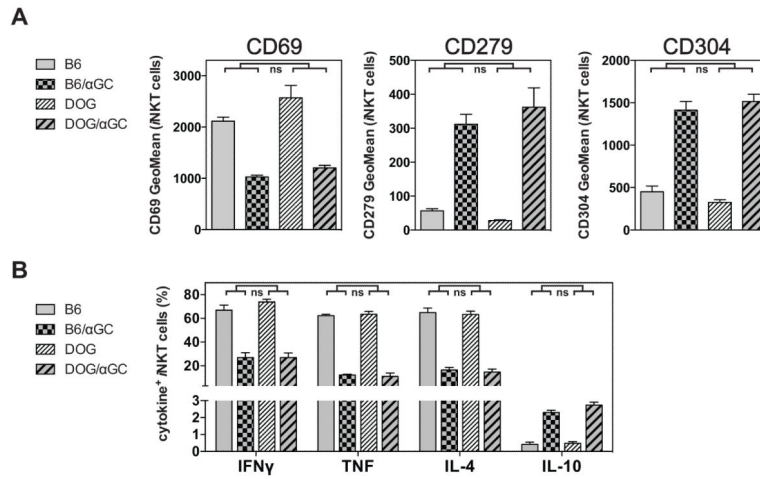 A
B6
B6/αGC
DOG
DOG/αGC
CD69
CD69 GeoMean (iNKT cells)
3000
2000
1000
0
ns
CD279
CD279 GeoMean (iNKT cells)
500
400
300
200
100
0
ns
CD304
CD304 GeoMean (iNKT cells)
2000
1500
1000
500
0
ns
B
B6
B6/αGC
DOG
DOG/αGC
cytokine⁺ iNKT cells (%)
80
60
40
20
3
2
1
0
ns
ns
ns
ns
IFNγ TNF IL-4 IL-10